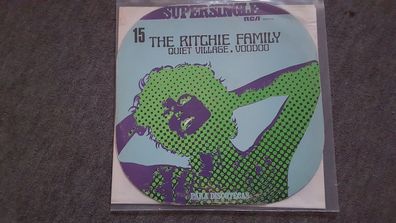 SUPERSINGLE
RCA
15 THE RITCHIE FAMILY
QUIET VILLAGE. VOODOO
PARA DISCOTECAS